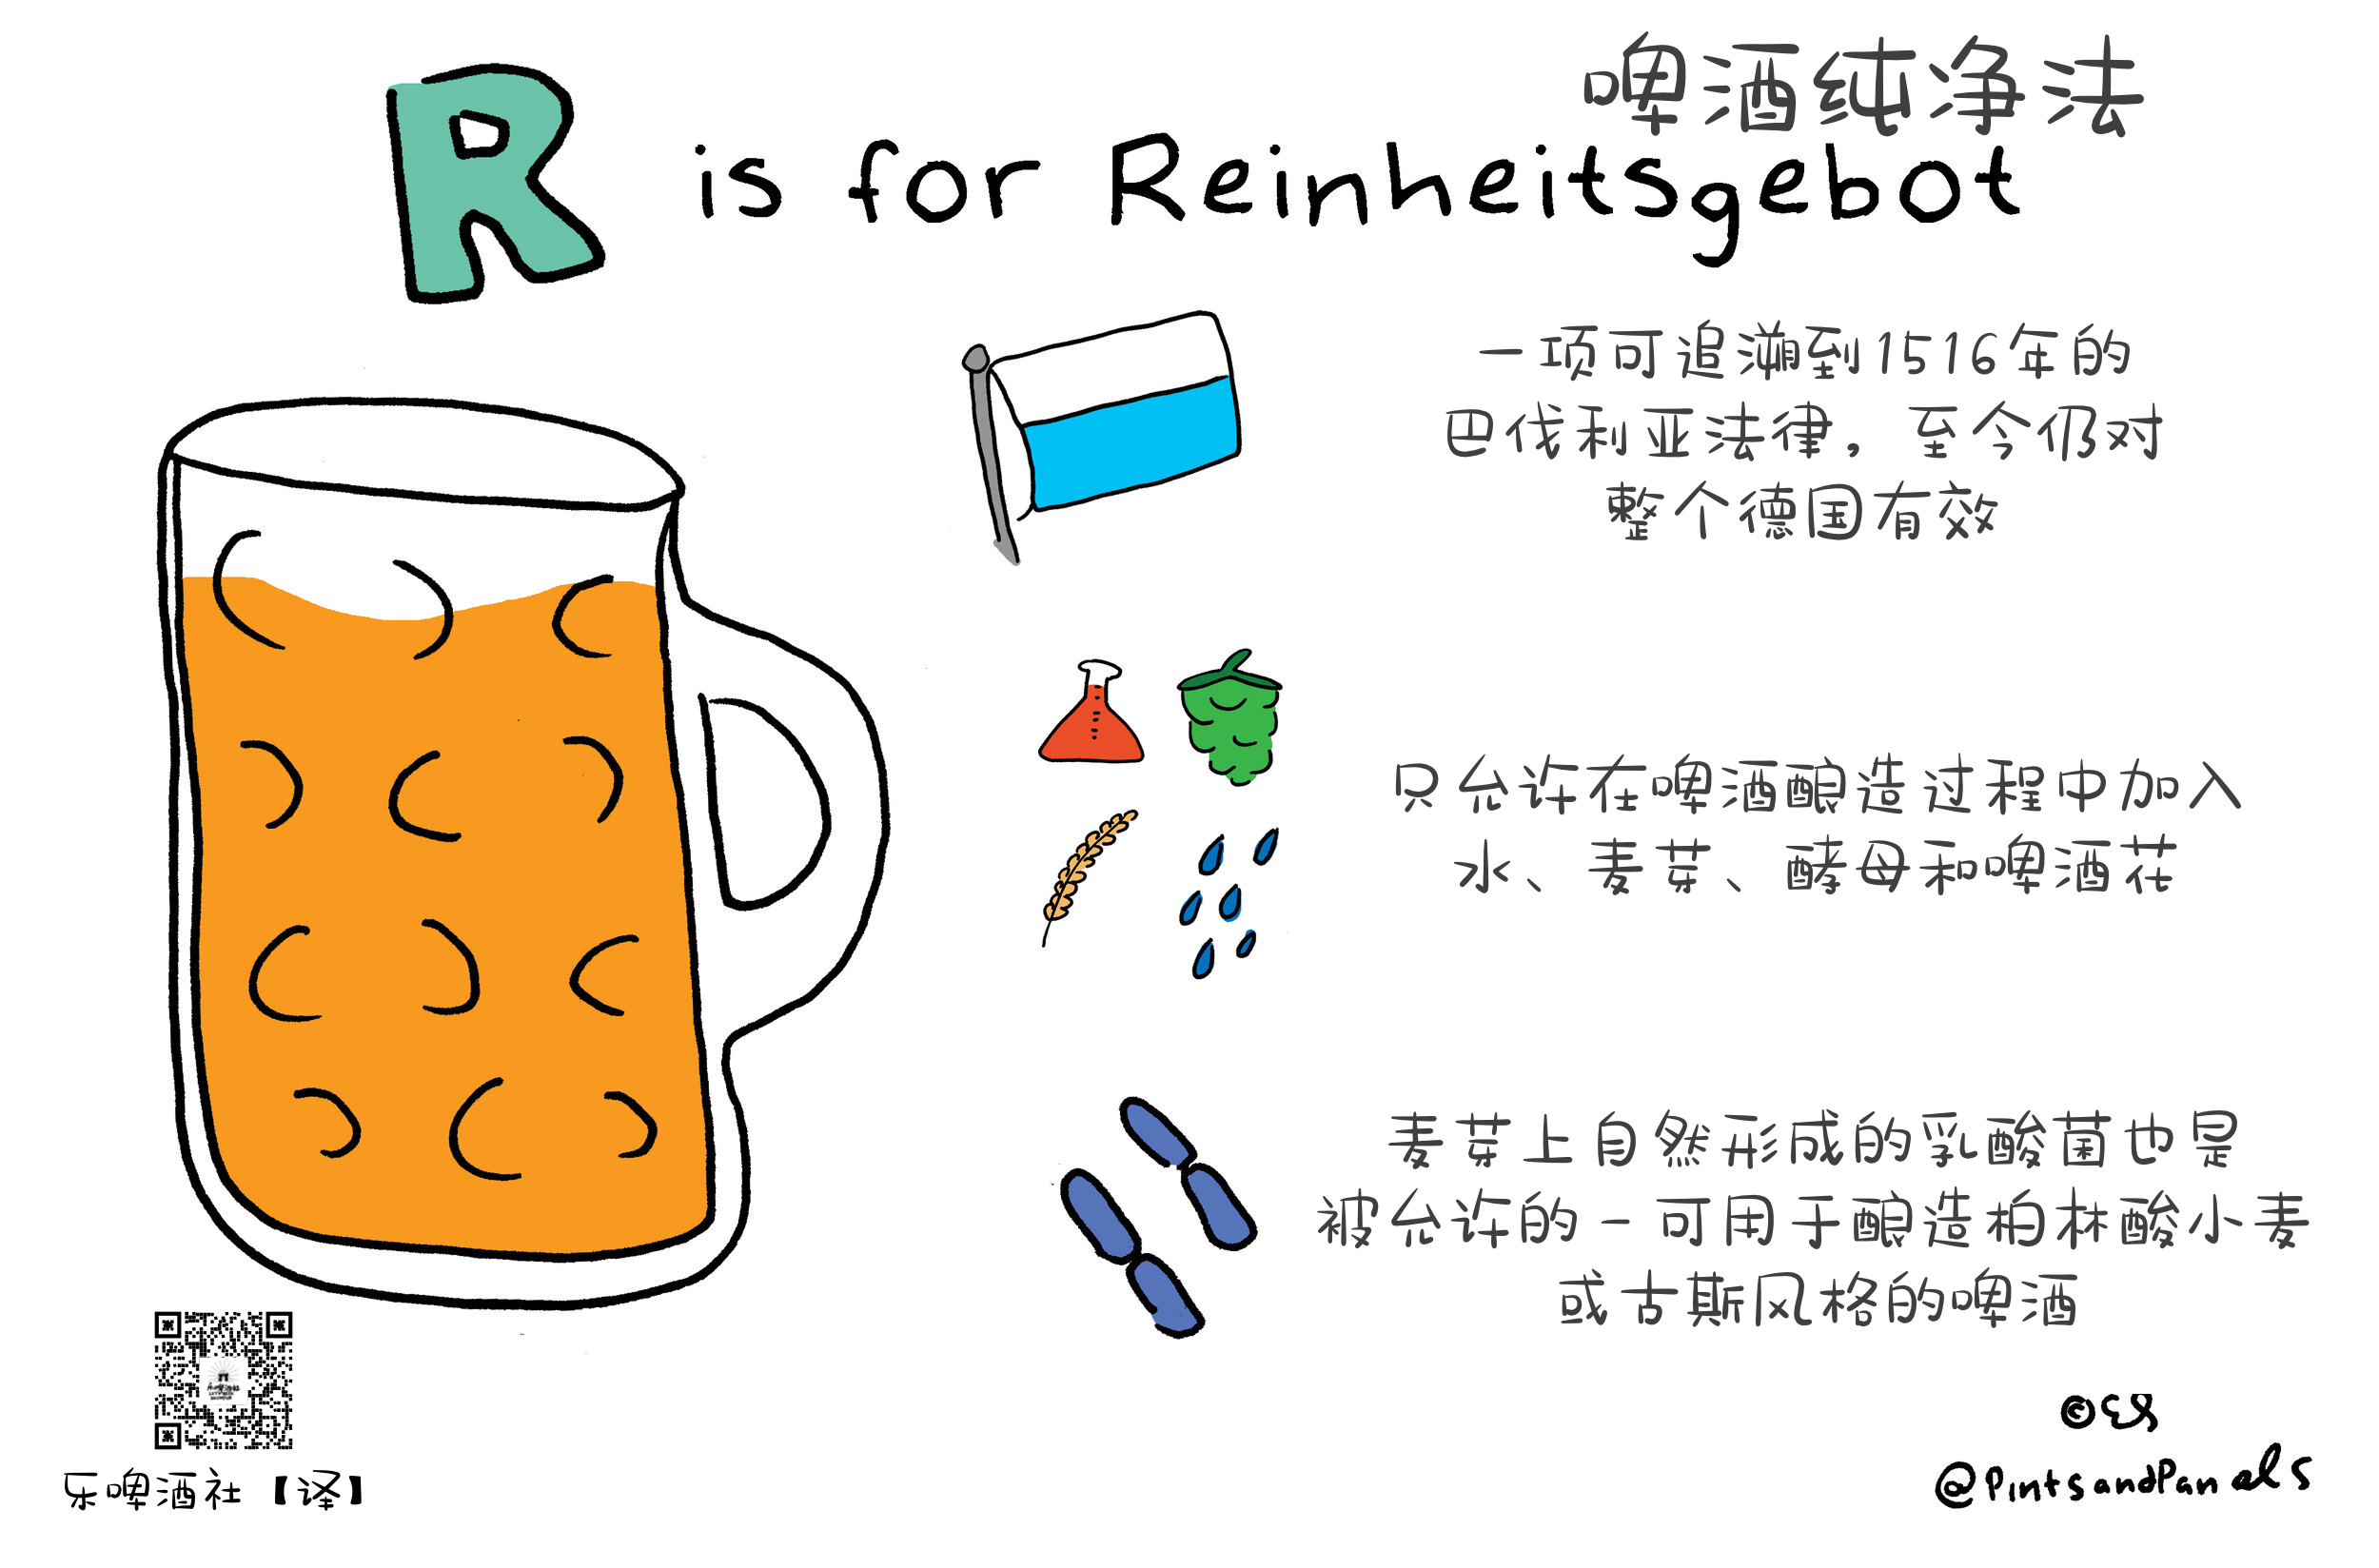 啤酒纯净法
R is for Reinheitsgebot
一项可追溯到1516年的
巴伐利亚法律，至今仍对
整个德国有效
只允许在啤酒酿造过程中加入
水、麦芽、酵母和啤酒花
麦芽上自然形成的乳酸菌也是
被允许的-可用于酿造柏林酸小麦
或古斯风格的啤酒
乐啤酒社【译】
©ES
@PintsandPanels